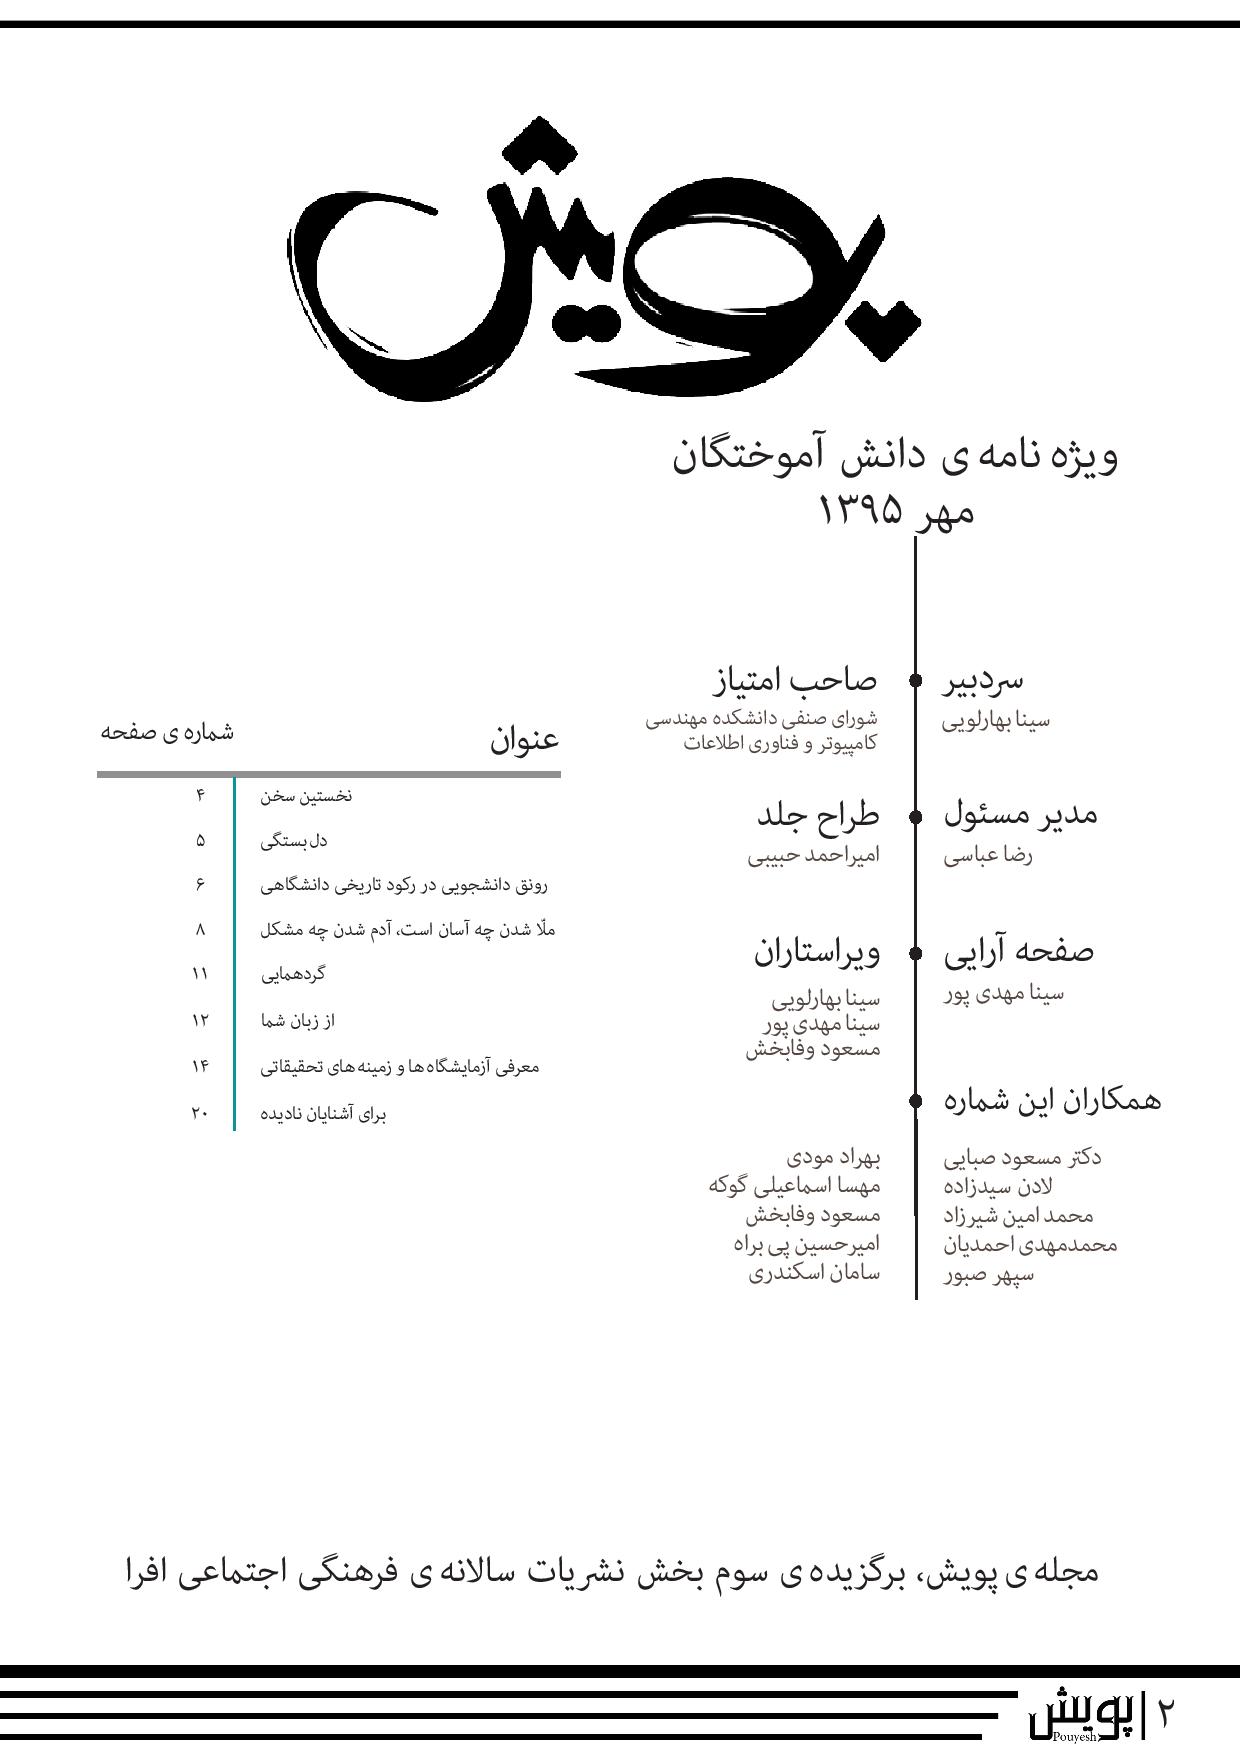 پویش
ویژه نامه ی دانش آموختگان
مهر ۱۳۹۵
سردبیر
سینا بهارلویی
صاحب امتیاز
شورای صنفی دانشکده مهندسی
کامپیوتر و فناوری اطلاعات
مدیر مسئول
رضا عباسی
طراح جلد
امیراحمد حبیبی
صفحه آرایی
سینا مهدی پور
ویراستاران
سینا بهارلویی
سینا مهدی پور
مسعود وفابخش
همکاران این شماره
دکتر مسعود صبایی
لادن سیدزاده
محمد امین شیرزاد
محمدمهدی احمدیان
سپهر صبور
بهراد مودی
مهسا اسماعیلی گوکه
مسعود وفابخش
امیرحسین پی براه
سامان اسکندری
عنوان شماره ی صفحه
نخستین سخن ۴
دل بستگی ۵
رونق دانشجویی در رکود تاریخی دانشگاهی ۶
ملّا شدن چه آسان است، آدم شدن چه مشکل ۸
گردهمایی ۱۱
از زبان شما ۱۲
معرفی آزمایشگاه ها و زمینه های تحقیقاتی ۱۴
برای آشنایان نادیده ۲۰
مجله ی پویش، برگزیده ی سوم بخش نشریات سالانه ی فرهنگی اجتماعی افرا
۲ | پویش
Pouyesh